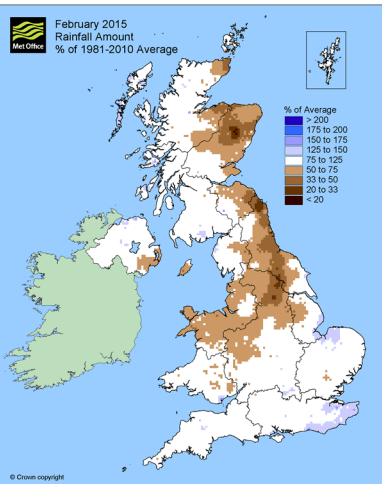 Met Office
February 2015
Rainfall Amount
% of 1981-2010 Average
% of Average
> 200
175 to 200
150 to 175
125 to 150
75 to 125
50 to 75
33 to 50
20 to 33
< 20
© Crown copyright